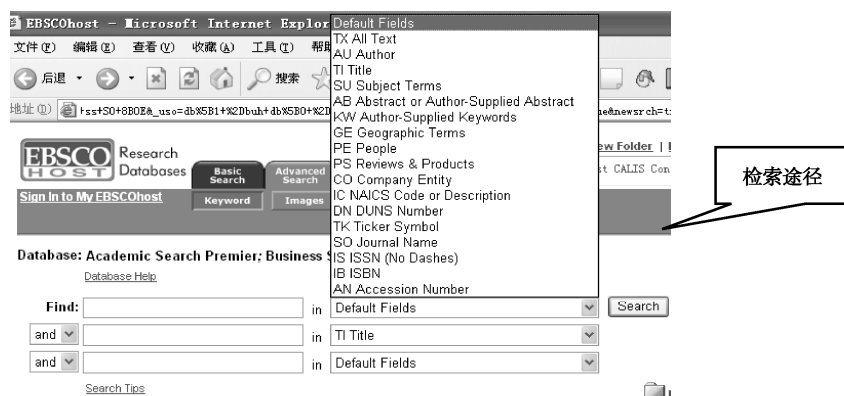 EBSCOhost - Microsoft Internet Explor
文件(F) 编辑(E) 查看(V) 收藏(A) 工具(T) 帮
后退 搜索
地址(D)
Default Fields
TX All Text
AU Author
TI Title
SU Subject Terms
AB Abstract or Author-Supplied Abstract
KW Author-Supplied Keywords
GE Geographic Terms
PE People
PS Reviews & Products
CO Company Entity
IC NAICS Code or Description
DN DUNS Number
TK Ticker Symbol
SO Journal Name
IS ISSN (No Dashes)
IB ISBN
AN Accession Number
ew Folder |
st CALIS Con
EBSCO HOST Research Databases
Basic Search Advanced Search
Sign In to My EBSCOhost Keyword Images
检索途径
Database: Academic Search Premier; Business S
Database Help
Find: in Default Fields Search
and in TI Title
and in Default Fields
Search Tips